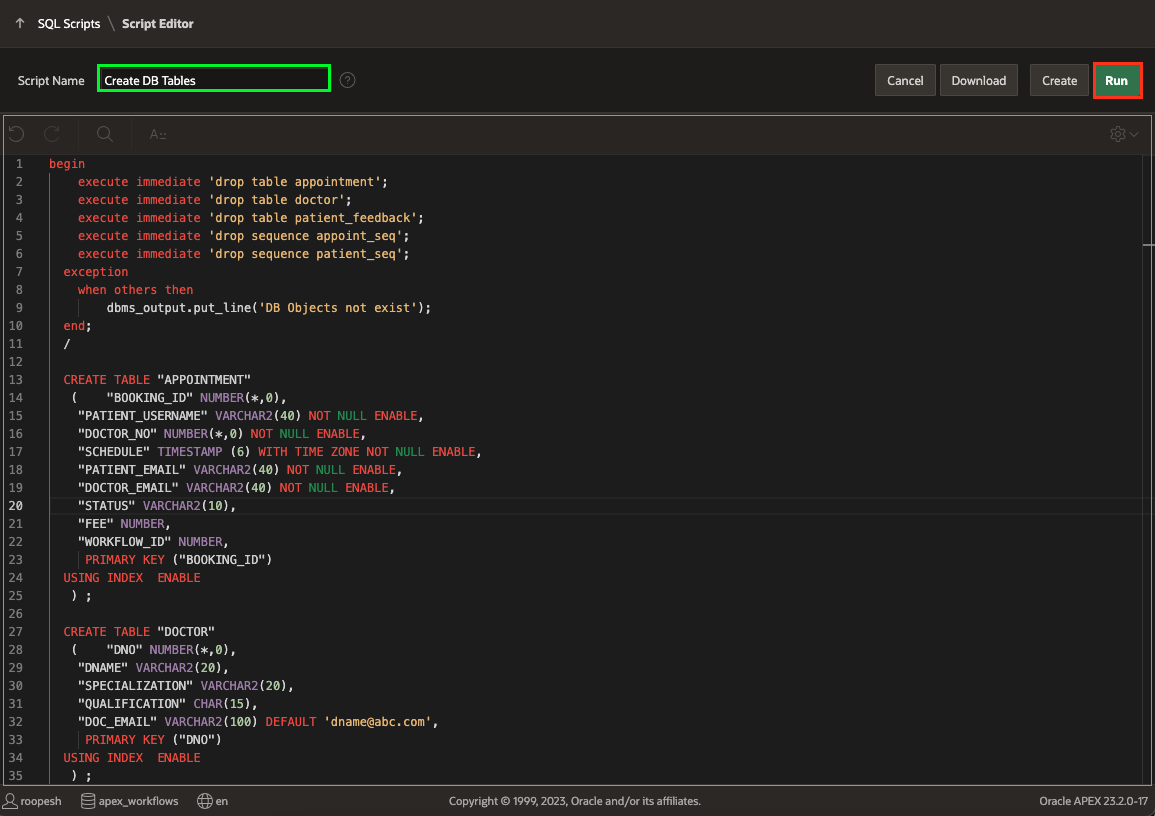 SQL Scripts \ Script Editor
Script Name Create DB Tables ? Cancel Download Create Run
A
1 begin
2 execute immediate 'drop table appointment';
3 execute immediate 'drop table doctor';
4 execute immediate 'drop table patient_feedback';
5 execute immediate 'drop sequence appoint_seq';
6 execute immediate 'drop sequence patient_seq';
7 exception
8 when others then
9 dbms_output.put_line('DB Objects not exist');
10 end;
11 /
12
13 CREATE TABLE "APPOINTMENT"
14 ( "BOOKING_ID" NUMBER(*,0),
15 "PATIENT_USERNAME" VARCHAR2(40) NOT NULL ENABLE,
16 "DOCTOR_NO" NUMBER(*,0) NOT NULL ENABLE,
17 "SCHEDULE" TIMESTAMP (6) WITH TIME ZONE NOT NULL ENABLE,
18 "PATIENT_EMAIL" VARCHAR2(40) NOT NULL ENABLE,
19 "DOCTOR_EMAIL" VARCHAR2(40) NOT NULL ENABLE,
20 "STATUS" VARCHAR2(10),
21 "FEE" NUMBER,
22 "WORKFLOW_ID" NUMBER,
23 PRIMARY KEY ("BOOKING_ID")
24 USING INDEX  ENABLE
25 ) ;
26
27 CREATE TABLE "DOCTOR"
28 ( "DNO" NUMBER(*,0),
29 "DNAME" VARCHAR2(20),
30 "SPECIALIZATION" VARCHAR2(20),
31 "QUALIFICATION" CHAR(15),
32 "DOC_EMAIL" VARCHAR2(100) DEFAULT 'dname@abc.com',
33 PRIMARY KEY ("DNO")
34 USING INDEX  ENABLE
35 ) ;
roopesh apex_workflows en Copyright © 1999, 2023, Oracle and/or its affiliates. Oracle APEX 23.2.0-17